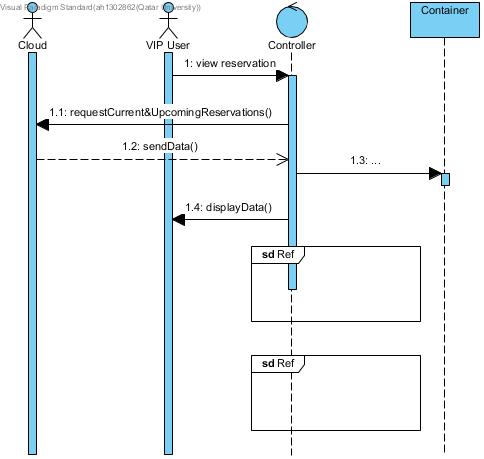 Visual Paradigm Standard(ah1302862(Qatar University))
Cloud
VIP User
Controller
Container
1: view reservation
1.1: requestCurrent&UpcomingReservations()
1.2: sendData()
1.3: ...
1.4: displayData()
sd Ref
sd Ref